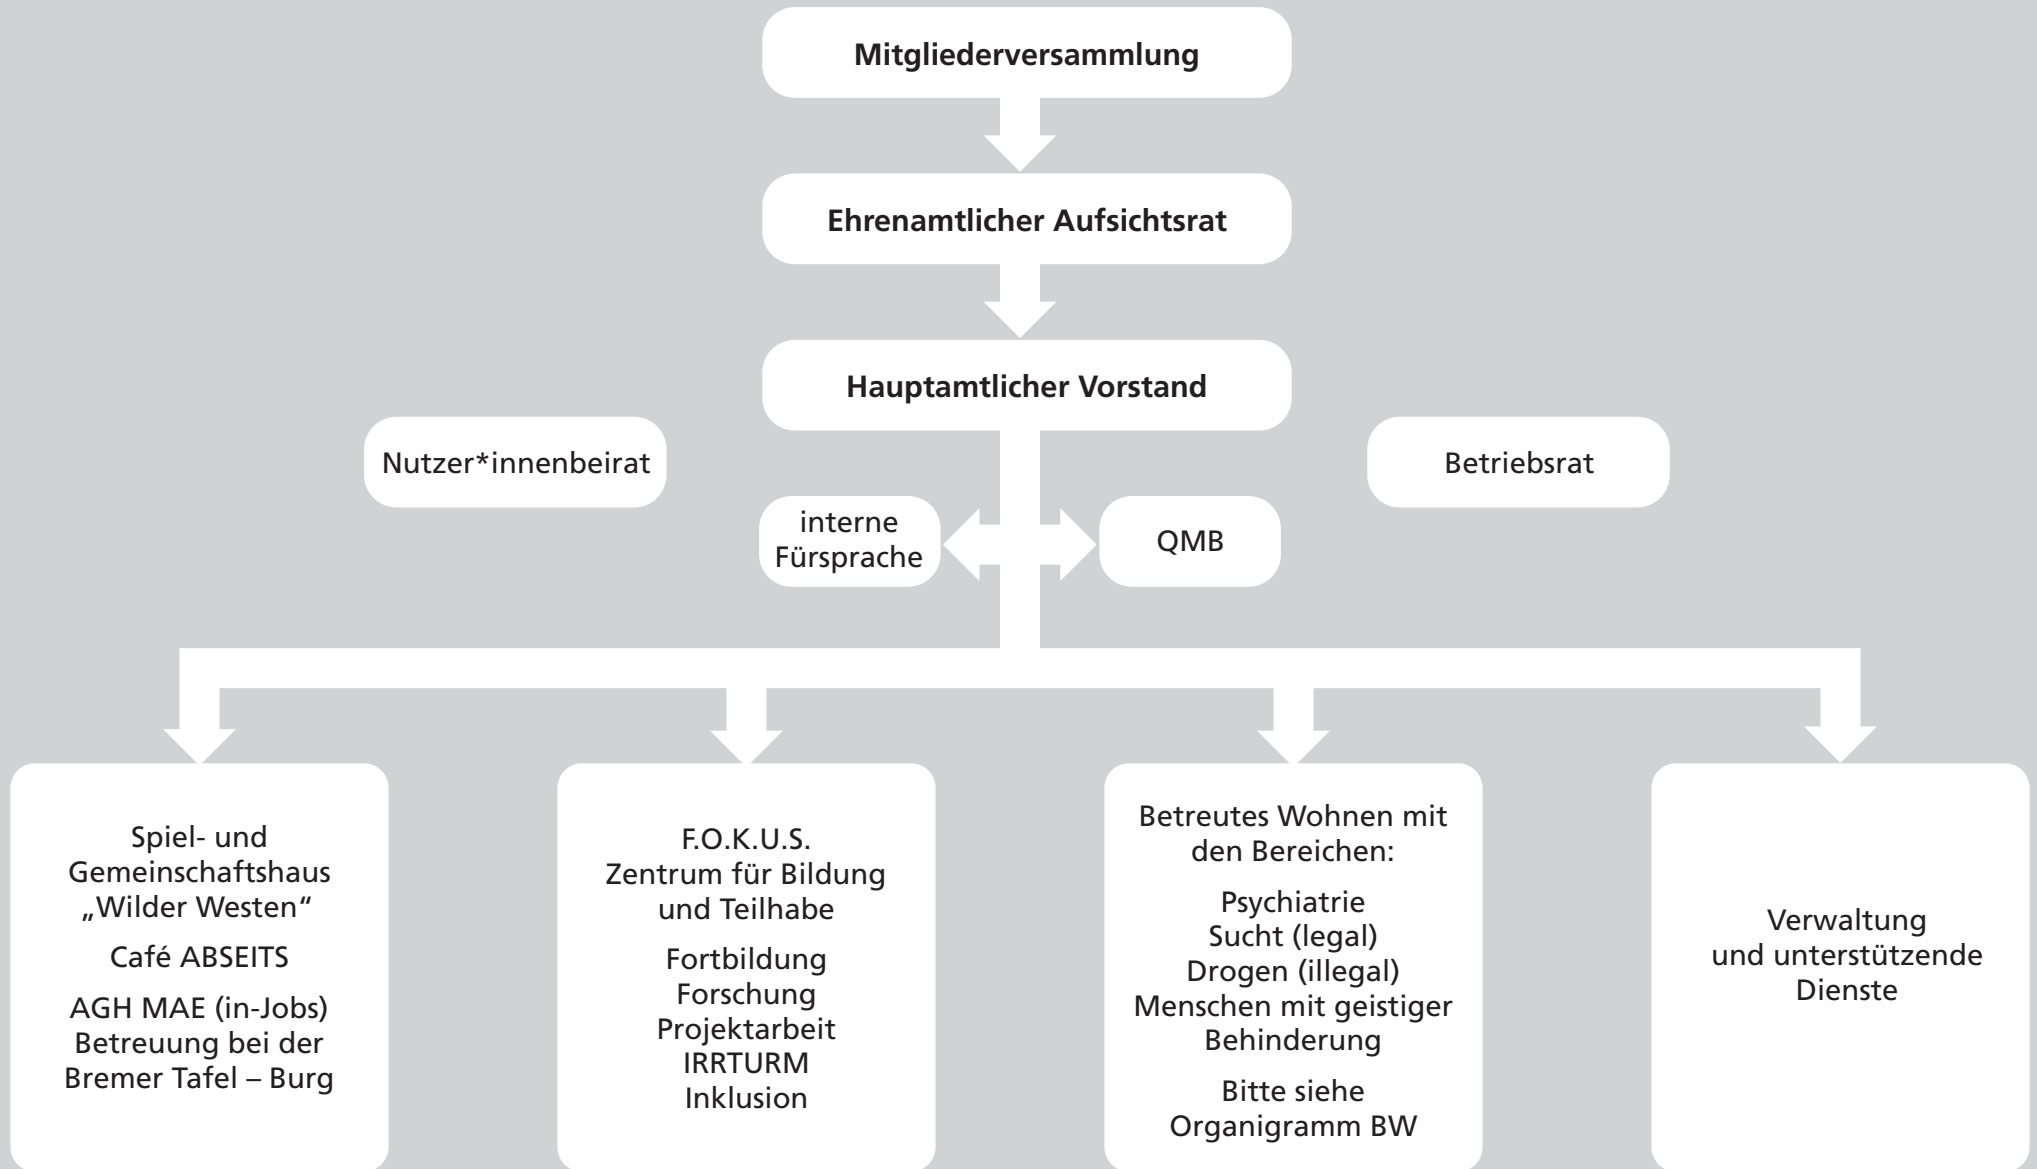 Mitgliederversammlung
Ehrenamtlicher Aufsichtsrat
Hauptamtlicher Vorstand
Nutzer*innenbeirat
Betriebsrat
interne
Fürsprache
QMB
Spiel- und
Gemeinschaftshaus
„Wilder Westen“
Café ABSEITS
AGH MAE (in-Jobs)
Betreuung bei der
Bremer Tafel – Burg
F.O.K.U.S.
Zentrum für Bildung
und Teilhabe
Fortbildung
Forschung
Projektarbeit
IRRTURM
Inklusion
Betreutes Wohnen mit
den Bereichen:
Psychiatrie
Sucht (legal)
Drogen (illegal)
Menschen mit geistiger
Behinderung
Bitte siehe
Organigramm BW
Verwaltung
und unterstützende
Dienste